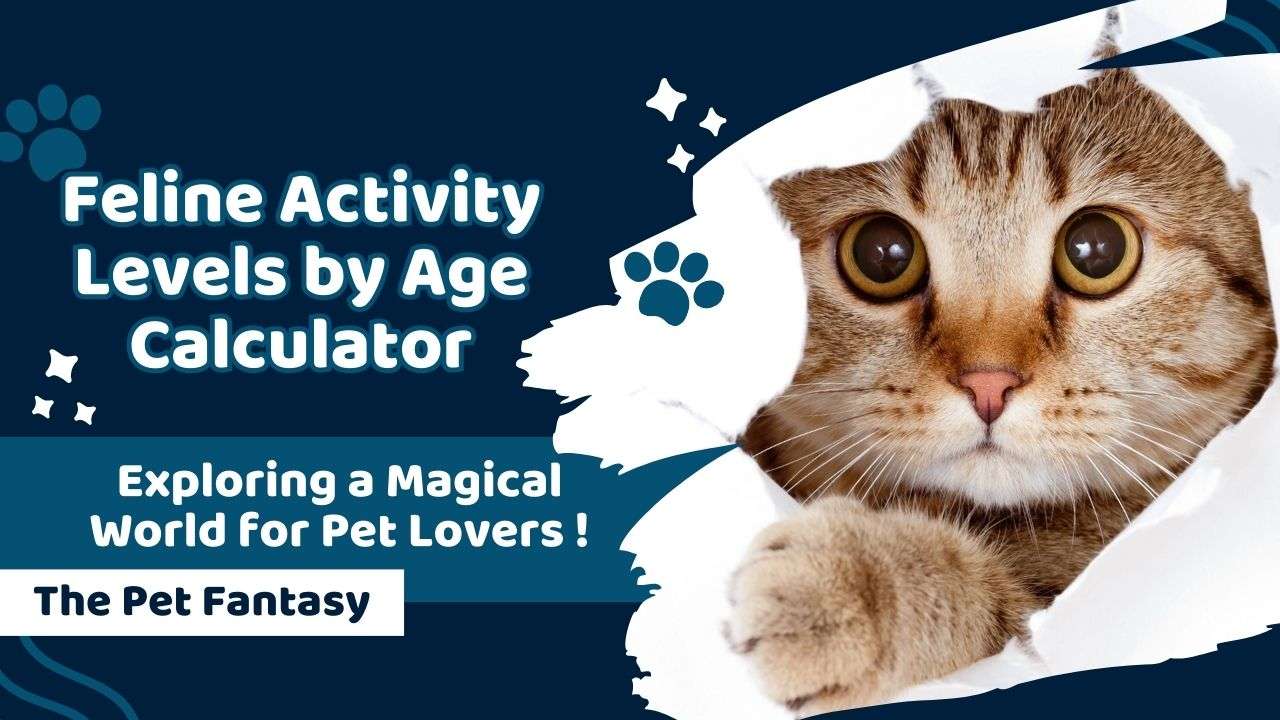 Feline Activity
Levels by Age
Calculator
Exploring a Magical
World for Pet Lovers !
The Pet Fantasy